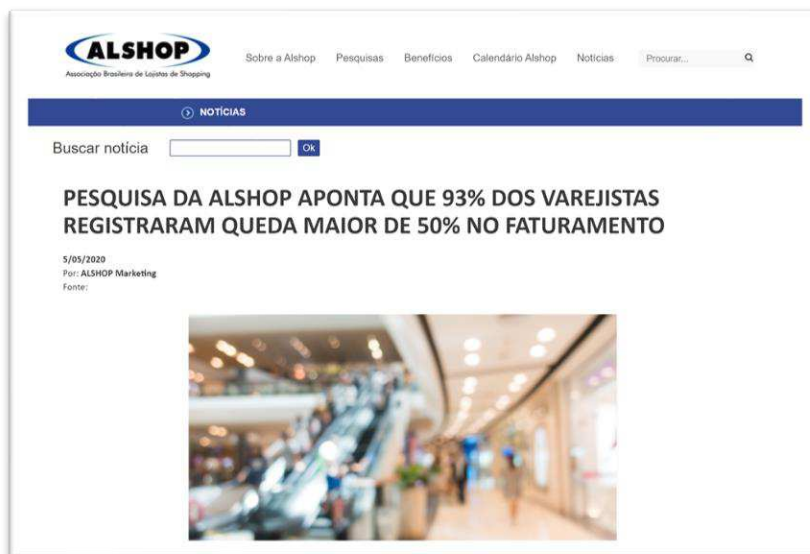 ALSHOP
Associação Brasileira de Lojistas de Shopping
Sobre a Alshop Pesquisas Benefícios Calendário Alshop Notícias Procurar...
NOTÍCIAS
Buscar notícia Ok
PESQUISA DA ALSHOP APONTA QUE 93% DOS VAREJISTAS
REGISTRARAM QUEDA MAIOR DE 50% NO FATURAMENTO
5/05/2020
Por: ALSHOP Marketing
Fonte: